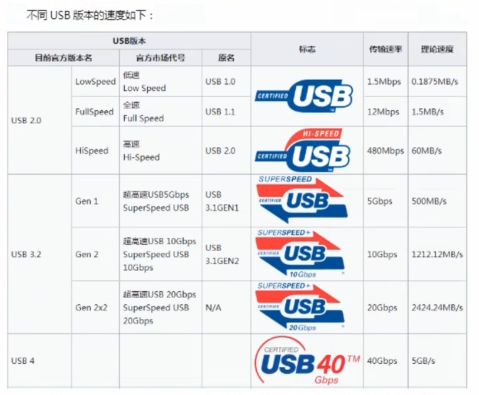 不同 USB 版本的速度如下：
USB版本
目前官方版本名 官方市场代号 原名 标志 传输速率 理论速度
USB 2.0
LowSpeed 低速 Low Speed USB 1.0 1.5Mbps 0.1875MB/s
CERTIFIED USB
FullSpeed 全速 Full Speed USB 1.1 12Mbps 1.5MB/s
HiSpeed 高速 Hi-Speed USB 2.0 HI-SPEED CERTIFIED USB 480Mbps 60MB/s
USB 3.2
Gen 1 超高速USB5Gbps SuperSpeed USB USB 3.1GEN1 SUPERSPEED CERTIFIED USB 5Gbps 500MB/s
Gen 2 超高速USB 10Gbps SuperSpeed USB 10Gbps USB 3.1GEN2 SUPERSPEED+ CERTIFIED USB 10Gbps 10Gbps 1212.12MB/s
Gen 2x2 超高速USB 20Gbps SuperSpeed USB 20Gbps N/A SUPERSPEED+ CERTIFIED USB 20Gbps 20Gbps 2424.24MB/s
USB 4 CERTIFIED USB 40 TM Gbps 40Gbps 5GB/s